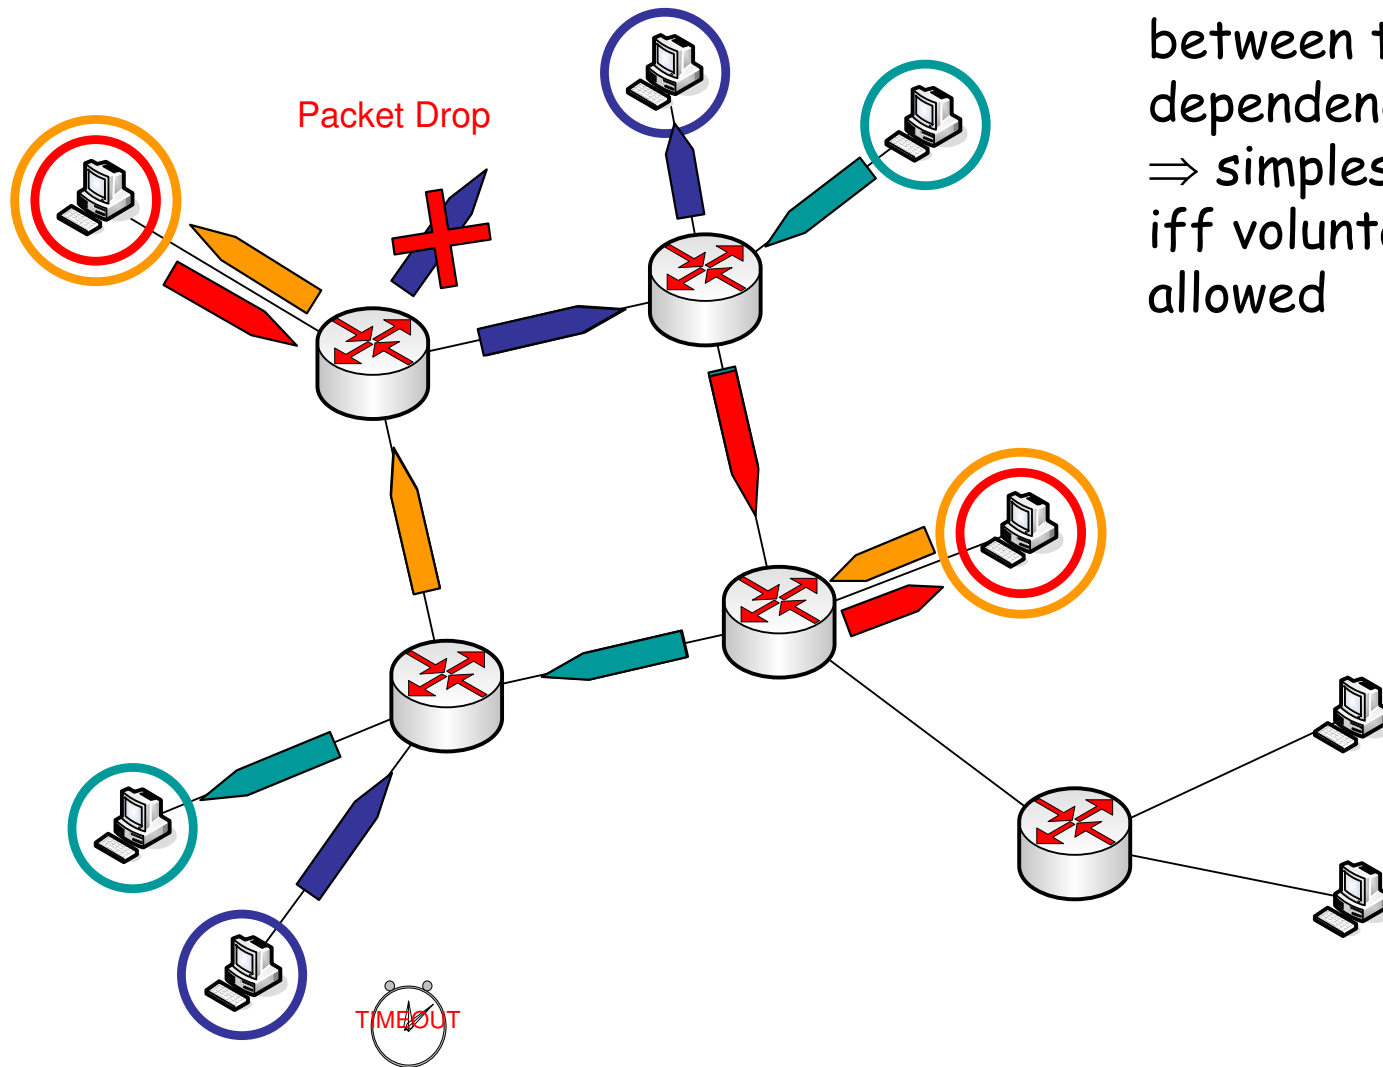 between
dependen
⇒ simples
iff volunt
allowed
Packet Drop
TIMEOUT